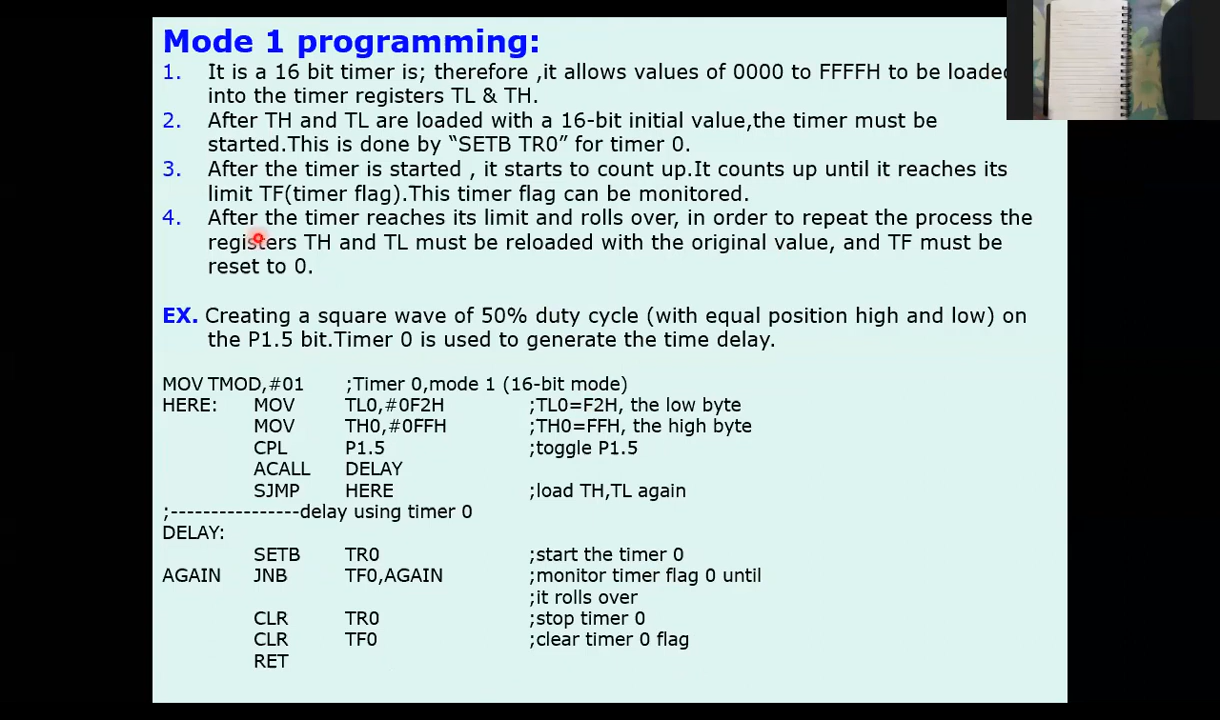 Mode 1 programming:
1. It is a 16 bit timer is; therefore ,it allows values of 0000 to FFFFH to be loaded
into the timer registers TL & TH.
2. After TH and TL are loaded with a 16-bit initial value,the timer must be
started.This is done by “SETB TR0” for timer 0.
3. After the timer is started , it starts to count up.It counts up until it reaches its
limit TF(timer flag).This timer flag can be monitored.
4. After the timer reaches its limit and rolls over, in order to repeat the process the
registers TH and TL must be reloaded with the original value, and TF must be
reset to 0.
EX. Creating a square wave of 50% duty cycle (with equal position high and low) on
the P1.5 bit.Timer 0 is used to generate the time delay.
MOV TMOD,#01 ;Timer 0,mode 1 (16-bit mode)
HERE: MOV TL0,#0F2H ;TL0=F2H, the low byte
MOV TH0,#0FFH ;TH0=FFH, the high byte
CPL P1.5 ;toggle P1.5
ACALL DELAY
SJMP HERE ;load TH,TL again
;----------------delay using timer 0
DELAY:
SETB TR0 ;start the timer 0
AGAIN JNB TF0,AGAIN ;monitor timer flag 0 until
;it rolls over
CLR TR0 ;stop timer 0
CLR TF0 ;clear timer 0 flag
RET